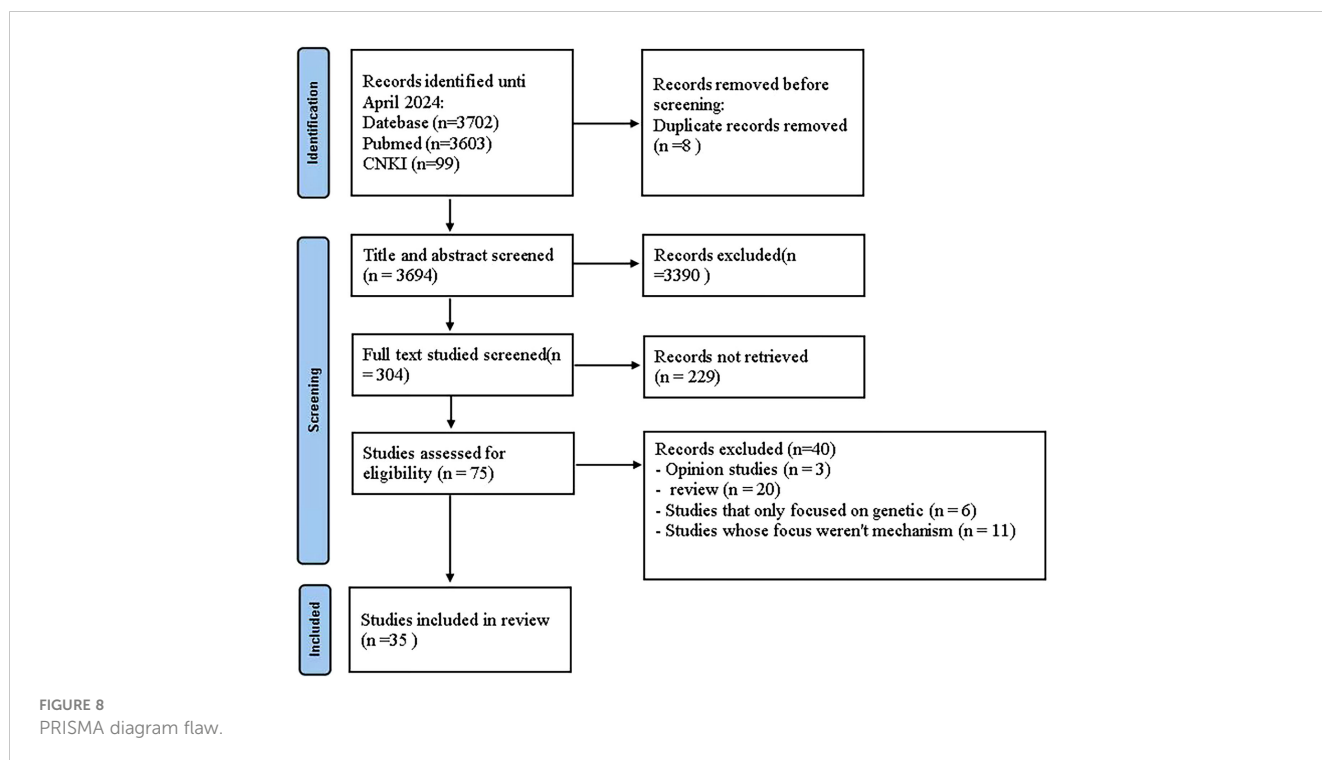 Identification
Records identified unti
April 2024:
Datebase (n=3702)
Pubmed (n=3603)
CNKI (n=99)
Records removed before
screening:
Duplicate records removed
(n =8 )
Screening
Title and abstract screened
(n = 3694)
Records excluded(n
=3390 )
Full text studied screened(n
= 304)
Records not retrieved
(n = 229)
Studies assessed for
eligibility (n = 75)
Records excluded (n=40)
- Opinion studies (n = 3)
- review (n = 20)
- Studies that only focused on genetic (n = 6)
- Studies whose focus weren't mechanism (n = 11)
Included
Studies included in review
(n =35 )
FIGURE 8
PRISMA diagram flaw.